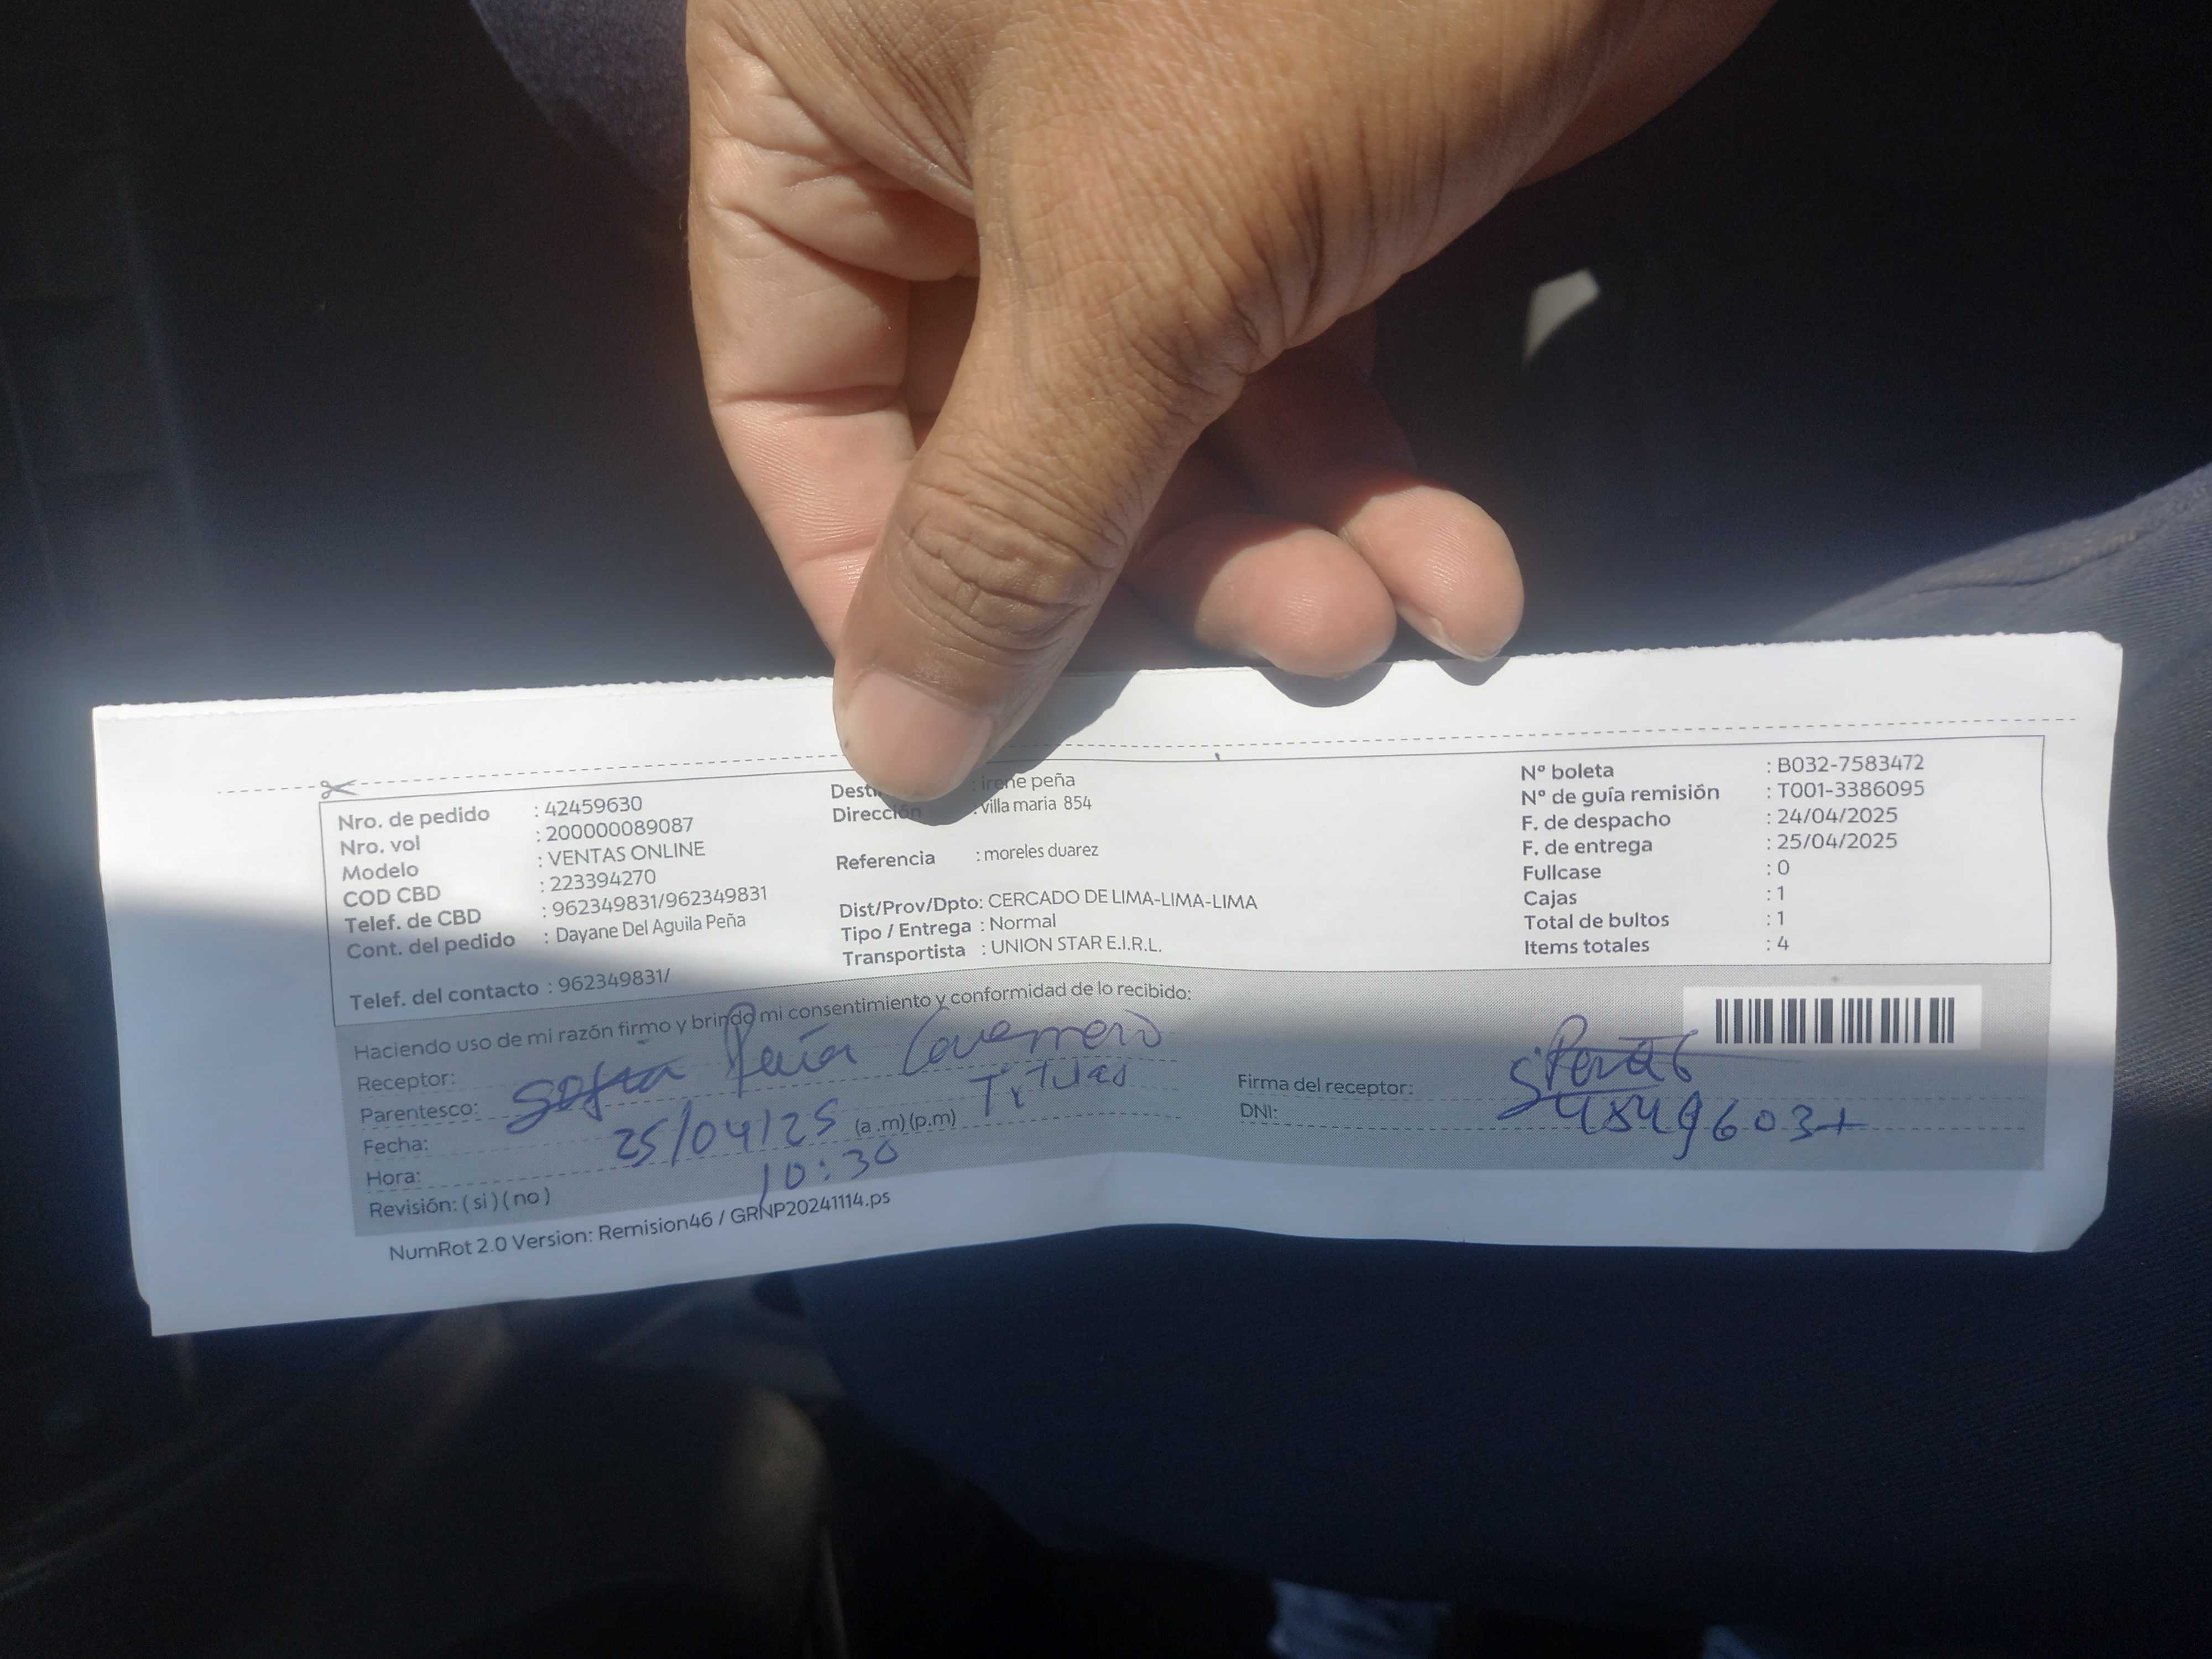 Nro. de pedido : 42459630
Nro. vol : 200000089087
Modelo : VENTAS ONLINE
COD CBD : 223394270
Telef. de CBD : 962349831/962349831
Cont. del pedido : Dayane Del Aguila Peña
Telef. del contacto : 962349831/
: irene peña
Dirección : villa maria 854
Referencia : moreles duarez
Dist/Prov/Dpto: CERCADO DE LIMA-LIMA-LIMA
Tipo / Entrega : Normal
Transportista : UNION STAR E.I.R.L.
Nº boleta : B032-7583472
Nº de guía remisión : T001-3386095
F. de despacho : 24/04/2025
F. de entrega : 25/04/2025
Fullcase : 0
Cajas : 1
Total de bultos : 1
Items totales : 4
Haciendo uso de mi razón firmo y brindo mi consentimiento y conformidad de lo recibido:
Receptor: Peña Guerrero
Parentesco: Titular
Fecha: 25/04/25 (a .m) (p.m)
Hora: 10:30
Revisión: ( si ) ( no )
Firma del receptor:
DNI:
NumRot 2.0 Version: Remision46 / GRNP20241114.ps